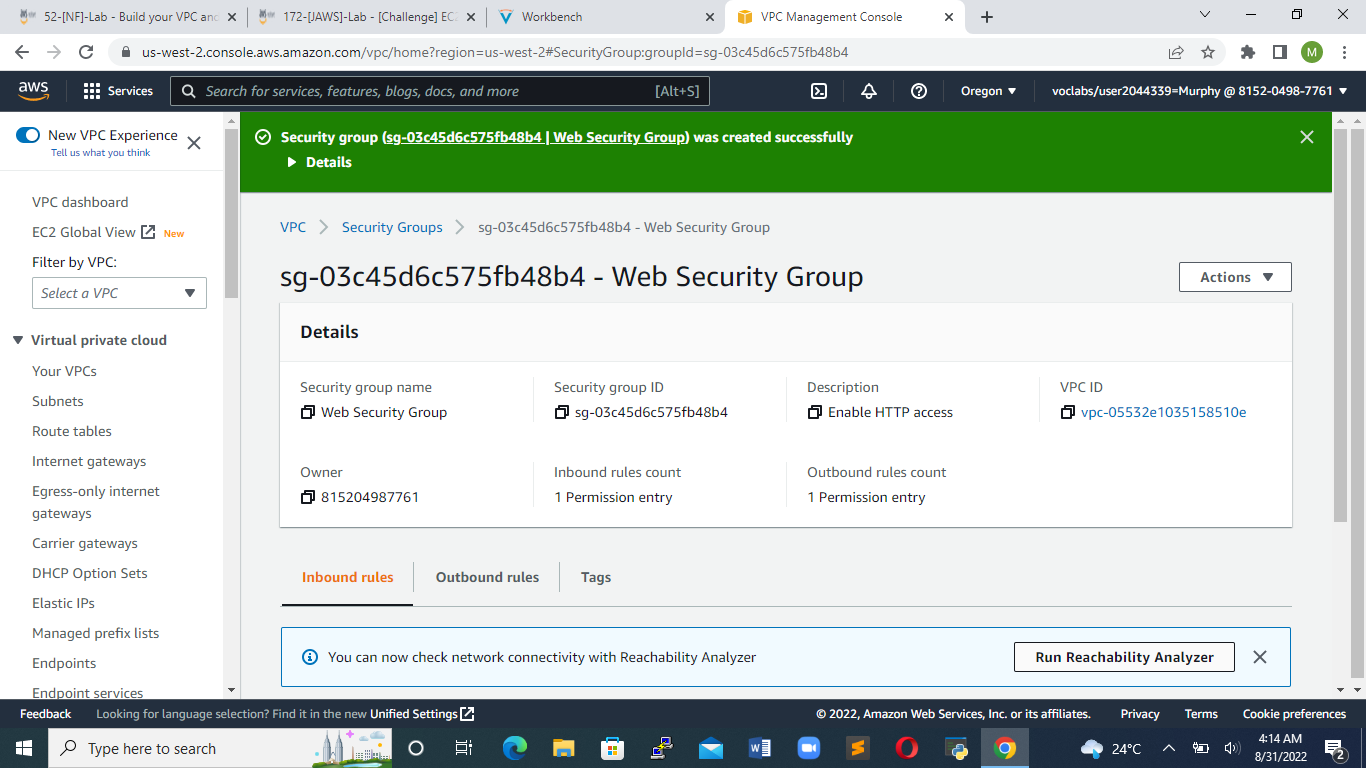 52-[NF]-Lab - Build your VPC and
172-[JAWS]-Lab - [Challenge] EC2
Workbench
VPC Management Console
us-west-2.console.aws.amazon.com/vpc/home?region=us-west-2#SecurityGroup:groupId=sg-03c45d6c575fb48b4
M
aws
Services
Search for services, features, blogs, docs, and more
[Alt+S]
Oregon
voclabs/user2044339=Murphy @ 8152-0498-7761
New VPC Experience
Tell us what you think
VPC dashboard
EC2 Global View New
Filter by VPC:
Select a VPC
Virtual private cloud
Your VPCs
Subnets
Route tables
Internet gateways
Egress-only internet
gateways
Carrier gateways
DHCP Option Sets
Elastic IPs
Managed prefix lists
Endpoints
Endpoint services
Security group (sg-03c45d6c575fb48b4 | Web Security Group) was created successfully
Details
VPC
Security Groups
sg-03c45d6c575fb48b4 - Web Security Group
sg-03c45d6c575fb48b4 - Web Security Group
Actions
Details
Security group name
Web Security Group
Security group ID
sg-03c45d6c575fb48b4
Description
Enable HTTP access
VPC ID
vpc-05532e1035158510e
Owner
815204987761
Inbound rules count
1 Permission entry
Outbound rules count
1 Permission entry
Inbound rules
Outbound rules
Tags
You can now check network connectivity with Reachability Analyzer
Run Reachability Analyzer
Feedback
Looking for language selection? Find it in the new Unified Settings
© 2022, Amazon Web Services, Inc. or its affiliates.
Privacy
Terms
Cookie preferences
Type here to search
24°C
4:14 AM
8/31/2022
2